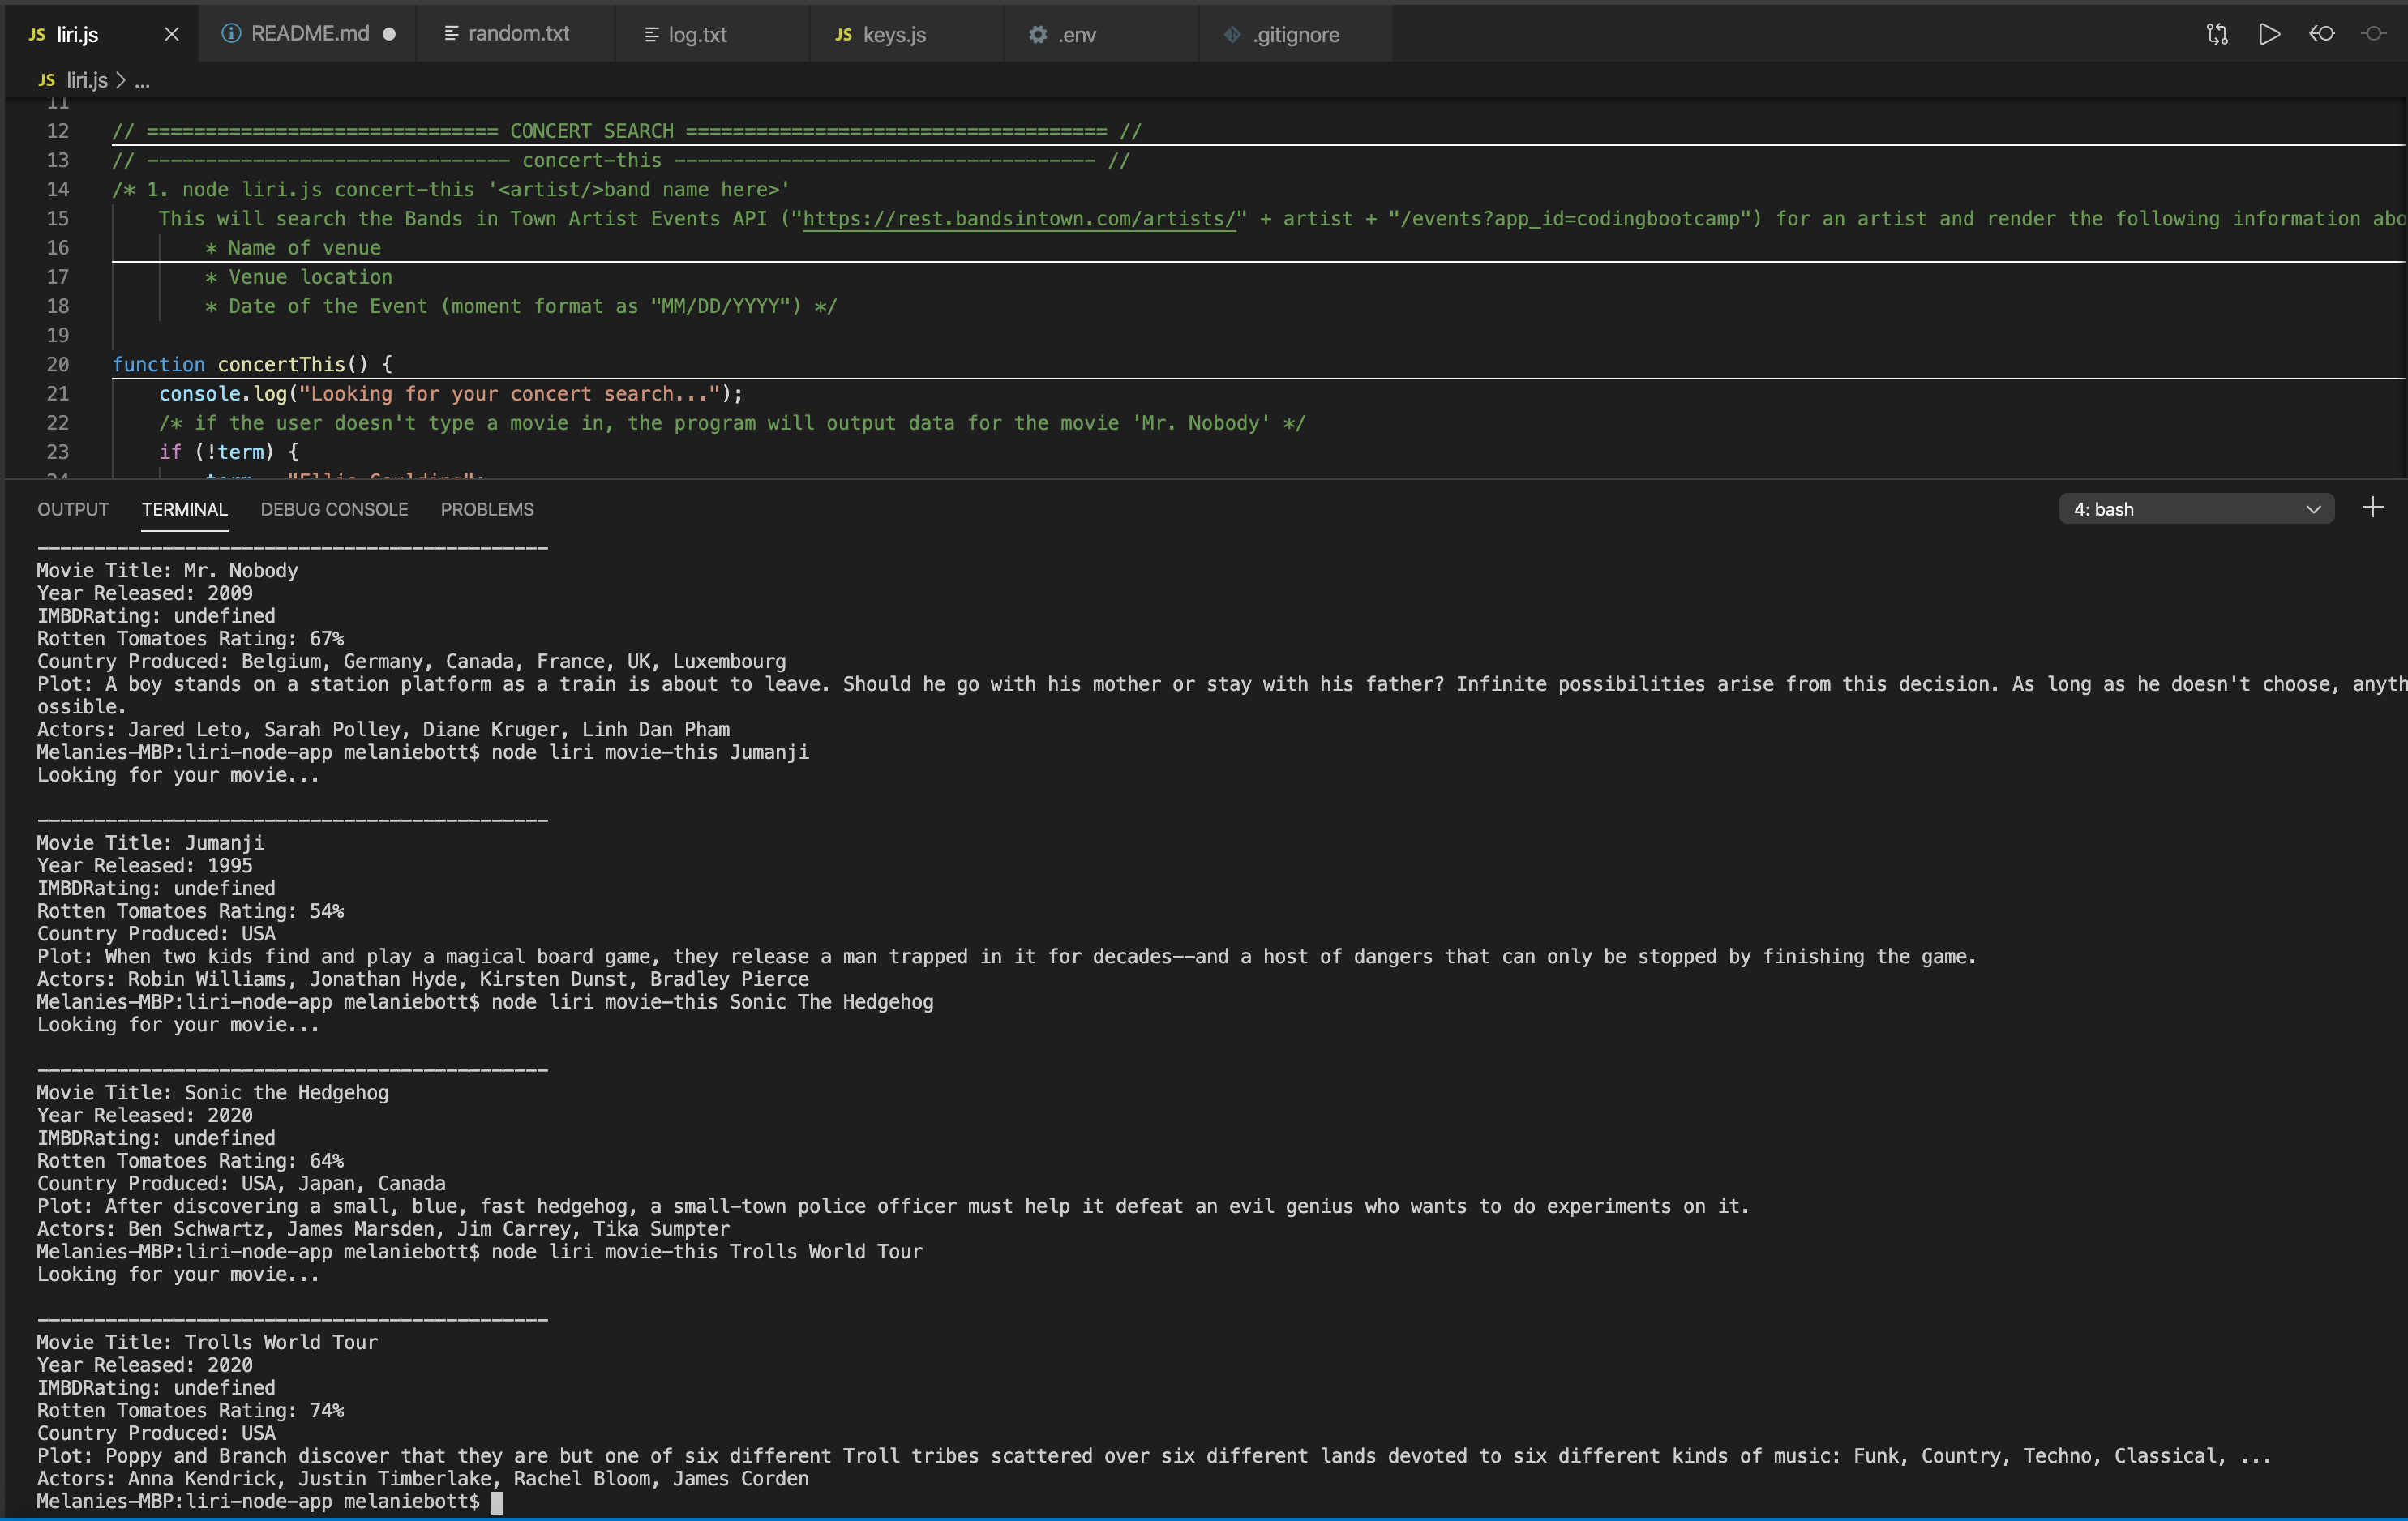 JS liri.js README.md random.txt log.txt JS keys.js .env .gitignore
JS liri.js > ...
11
12 // ============================== CONCERT SEARCH ==================================== //
13 // ------------------------------- concert-this ------------------------------------ //
14 /* 1. node liri.js concert-this '<artist/>band name here>'
15 This will search the Bands in Town Artist Events API ("https://rest.bandsintown.com/artists/" + artist + "/events?app_id=codingbootcamp") for an artist and render the following information abo
16 * Name of venue
17 * Venue location
18 * Date of the Event (moment format as "MM/DD/YYYY") */
19
20 function concertThis() {
21 console.log("Looking for your concert search...");
22 /* if the user doesn't type a movie in, the program will output data for the movie 'Mr. Nobody' */
23 if (!term) {
24 term = "Ellie Goulding";
OUTPUT TERMINAL DEBUG CONSOLE PROBLEMS 4: bash
---------------------------------------------
Movie Title: Mr. Nobody
Year Released: 2009
IMBDRating: undefined
Rotten Tomatoes Rating: 67%
Country Produced: Belgium, Germany, Canada, France, UK, Luxembourg
Plot: A boy stands on a station platform as a train is about to leave. Should he go with his mother or stay with his father? Infinite possibilities arise from this decision. As long as he doesn't choose, anyth
ossible.
Actors: Jared Leto, Sarah Polley, Diane Kruger, Linh Dan Pham
Melanies-MBP:liri-node-app melaniebott$ node liri movie-this Jumanji
Looking for your movie...
---------------------------------------------
Movie Title: Jumanji
Year Released: 1995
IMBDRating: undefined
Rotten Tomatoes Rating: 54%
Country Produced: USA
Plot: When two kids find and play a magical board game, they release a man trapped in it for decades--and a host of dangers that can only be stopped by finishing the game.
Actors: Robin Williams, Jonathan Hyde, Kirsten Dunst, Bradley Pierce
Melanies-MBP:liri-node-app melaniebott$ node liri movie-this Sonic The Hedgehog
Looking for your movie...
---------------------------------------------
Movie Title: Sonic the Hedgehog
Year Released: 2020
IMBDRating: undefined
Rotten Tomatoes Rating: 64%
Country Produced: USA, Japan, Canada
Plot: After discovering a small, blue, fast hedgehog, a small-town police officer must help it defeat an evil genius who wants to do experiments on it.
Actors: Ben Schwartz, James Marsden, Jim Carrey, Tika Sumpter
Melanies-MBP:liri-node-app melaniebott$ node liri movie-this Trolls World Tour
Looking for your movie...
---------------------------------------------
Movie Title: Trolls World Tour
Year Released: 2020
IMBDRating: undefined
Rotten Tomatoes Rating: 74%
Country Produced: USA
Plot: Poppy and Branch discover that they are but one of six different Troll tribes scattered over six different lands devoted to six different kinds of music: Funk, Country, Techno, Classical, ...
Actors: Anna Kendrick, Justin Timberlake, Rachel Bloom, James Corden
Melanies-MBP:liri-node-app melaniebott$